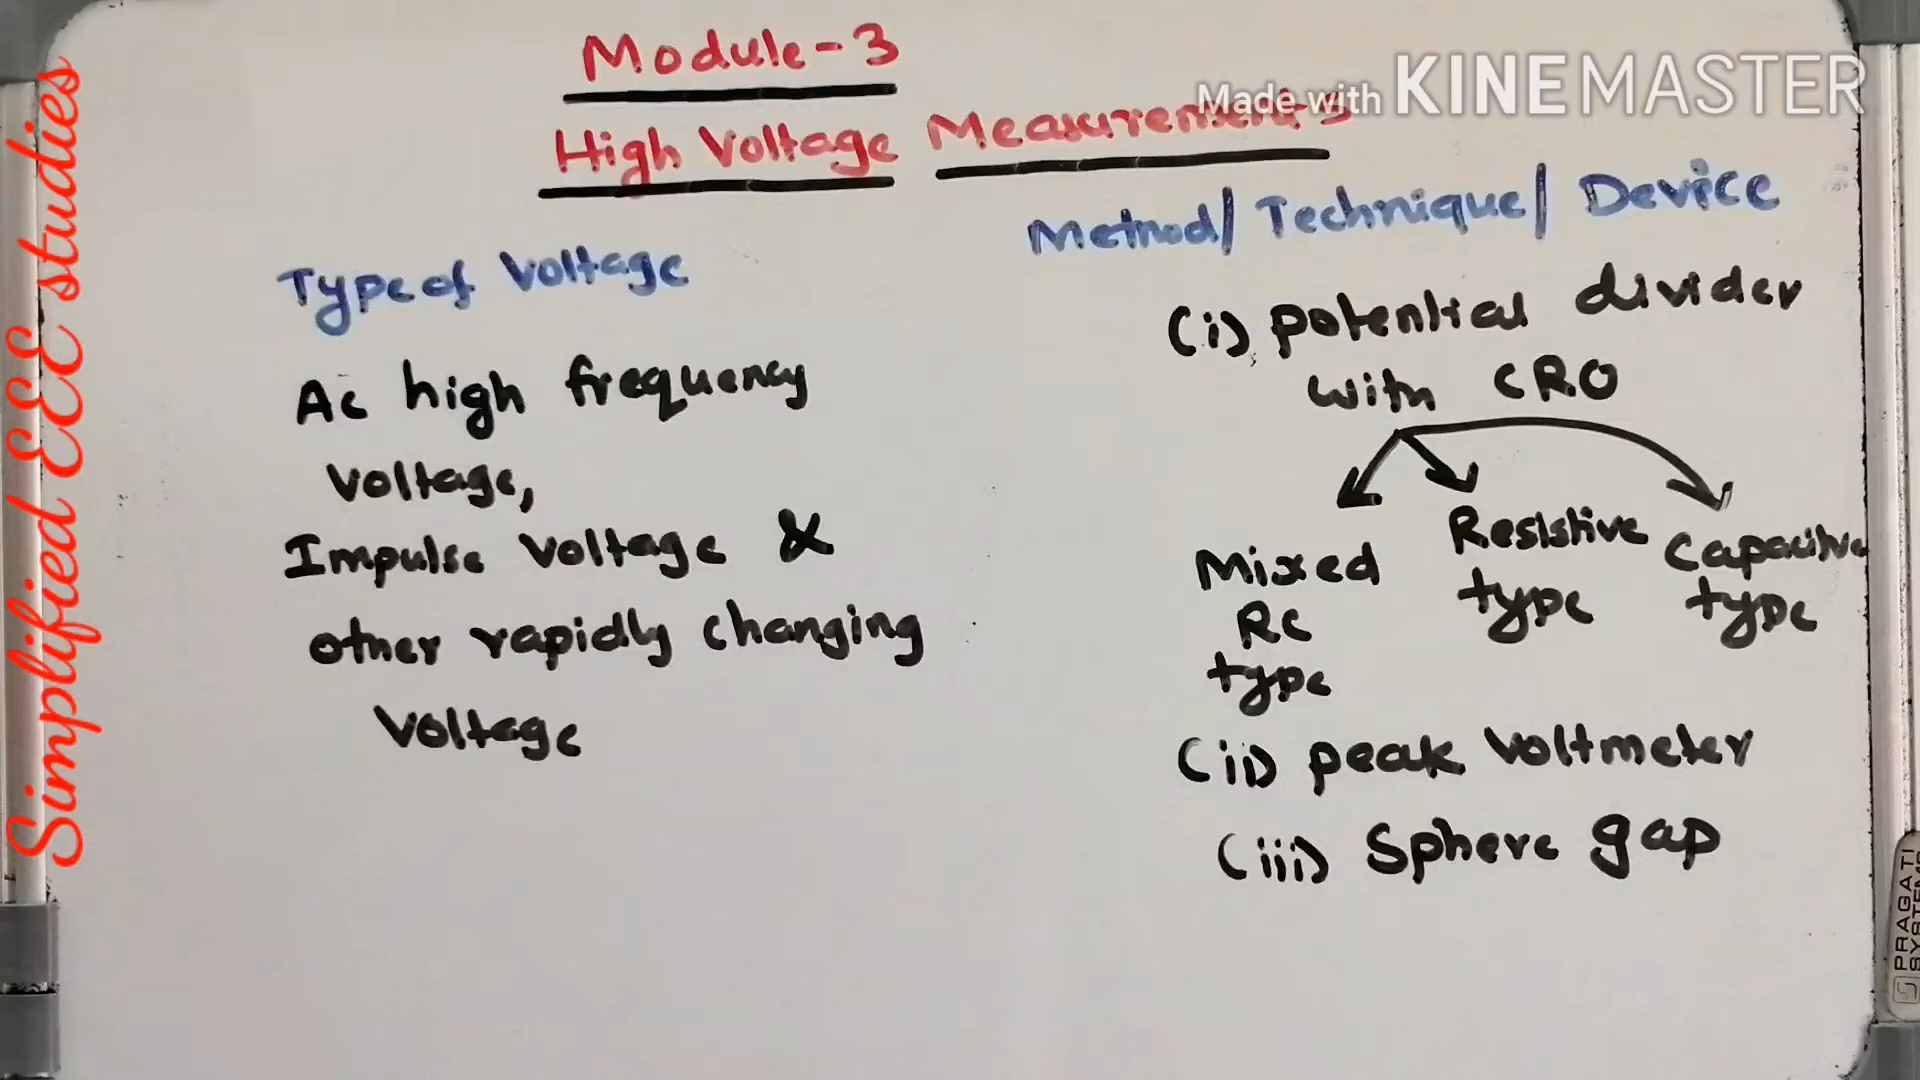 Module-3
Made with KINEMASTER
High Voltage Measurements
Method/ Technique/ Device
Type of Voltage
(i) potential divider
with CRO
Ac high frequency
voltage,
Impulse voltage &
other rapidly changing
voltage
Mixed
RC
type
Resistive
type
Capacitive
type
(ii) peak voltmeter
(iii) Sphere gap
Simplified EEE studies
PRAGATI
SYSTEMS